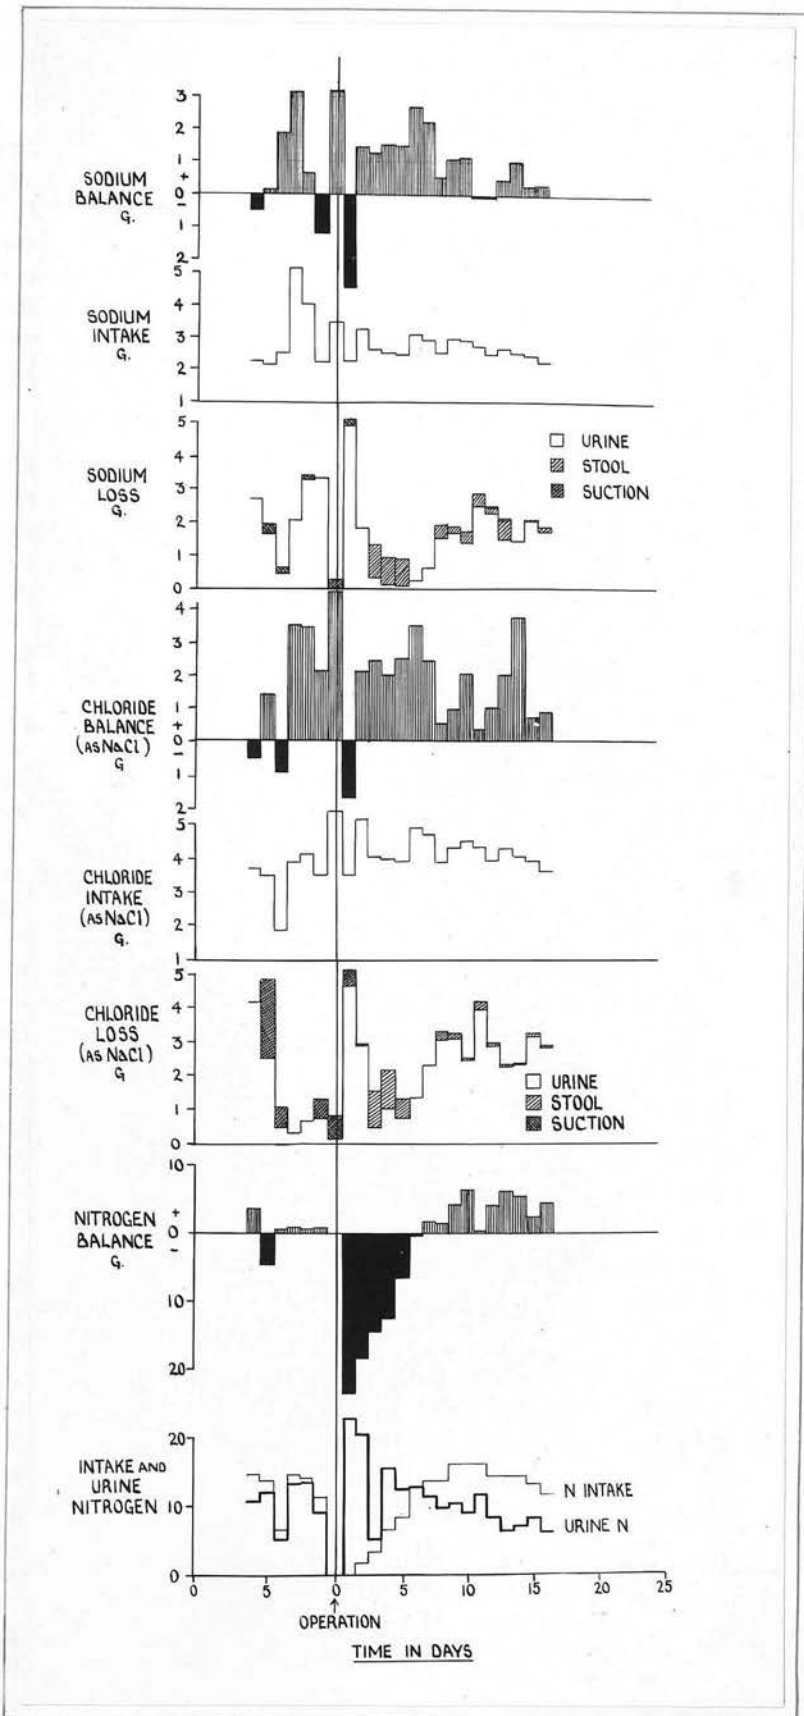 3
2
1
+
0
–
1
2
SODIUM
BALANCE
G.
5
4
3
2
1
SODIUM
INTAKE
G.
5
4
3
2
1
0
SODIUM
LOSS
G.
URINE
STOOL
SUCTION
4
3
2
1
+
0
–
1
2
CHLORIDE
BALANCE
(AS NaCl)
G
5
4
3
2
1
CHLORIDE
INTAKE
(AS NaCl)
G.
5
4
3
2
1
0
CHLORIDE
LOSS
(AS NaCl)
G
URINE
STOOL
SUCTION
10
+
0
–
10
20
NITROGEN
BALANCE
G.
20
10
0
INTAKE AND
URINE
NITROGEN
N INTAKE
URINE N
0 5 0 5 10 15 20 25
↑
OPERATION
TIME IN DAYS